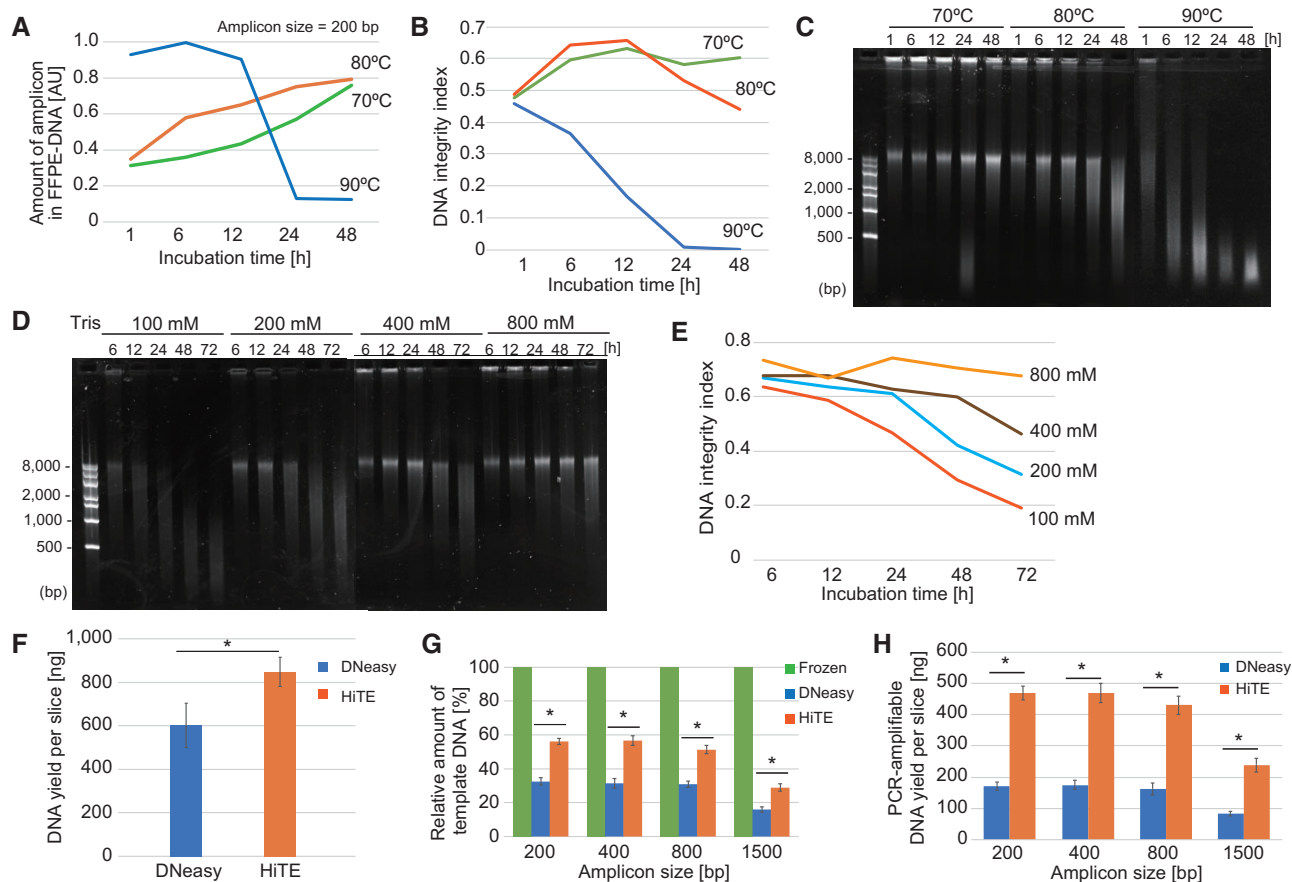 A
Amplicon size = 200 bp
Amount of amplicon
in FFPE-DNA [AU]
1.0
0.8
0.6
0.4
0.2
0
80ºC
70ºC
90ºC
1 6 12 24 48
Incubation time [h]
B
DNA integrity index
0.7
0.6
0.5
0.4
0.3
0.2
0.1
0
70ºC
80ºC
90ºC
1 6 12 24 48
Incubation time [h]
C
70ºC 80ºC 90ºC
1 6 12 24 48 1 6 12 24 48 1 6 12 24 48 [h]
8,000 -
2,000 -
1,000 -
500 -
(bp)
D
Tris 100 mM 200 mM 400 mM 800 mM
6 12 24 48 72 6 12 24 48 72 6 12 24 48 72 6 12 24 48 72 [h]
8,000 -
2,000 -
1,000 -
500 -
(bp)
E
DNA integrity index
0.8
0.6
0.4
0.2
0
800 mM
400 mM
200 mM
100 mM
6 12 24 48 72
Incubation time [h]
F
DNA yield per slice [ng]
1,000
800
600
400
200
0
*
DNeasy
HiTE
DNeasy HiTE
G
Relative amount of
template DNA [%]
100
80
60
40
20
0
* * * *
Frozen
DNeasy
HiTE
200 400 800 1500
Amplicon size [bp]
H
PCR-amplifiable
DNA yield per slice [ng]
600
500
400
300
200
100
0
* * * *
DNeasy
HiTE
200 400 800 1500
Amplicon size [bp]